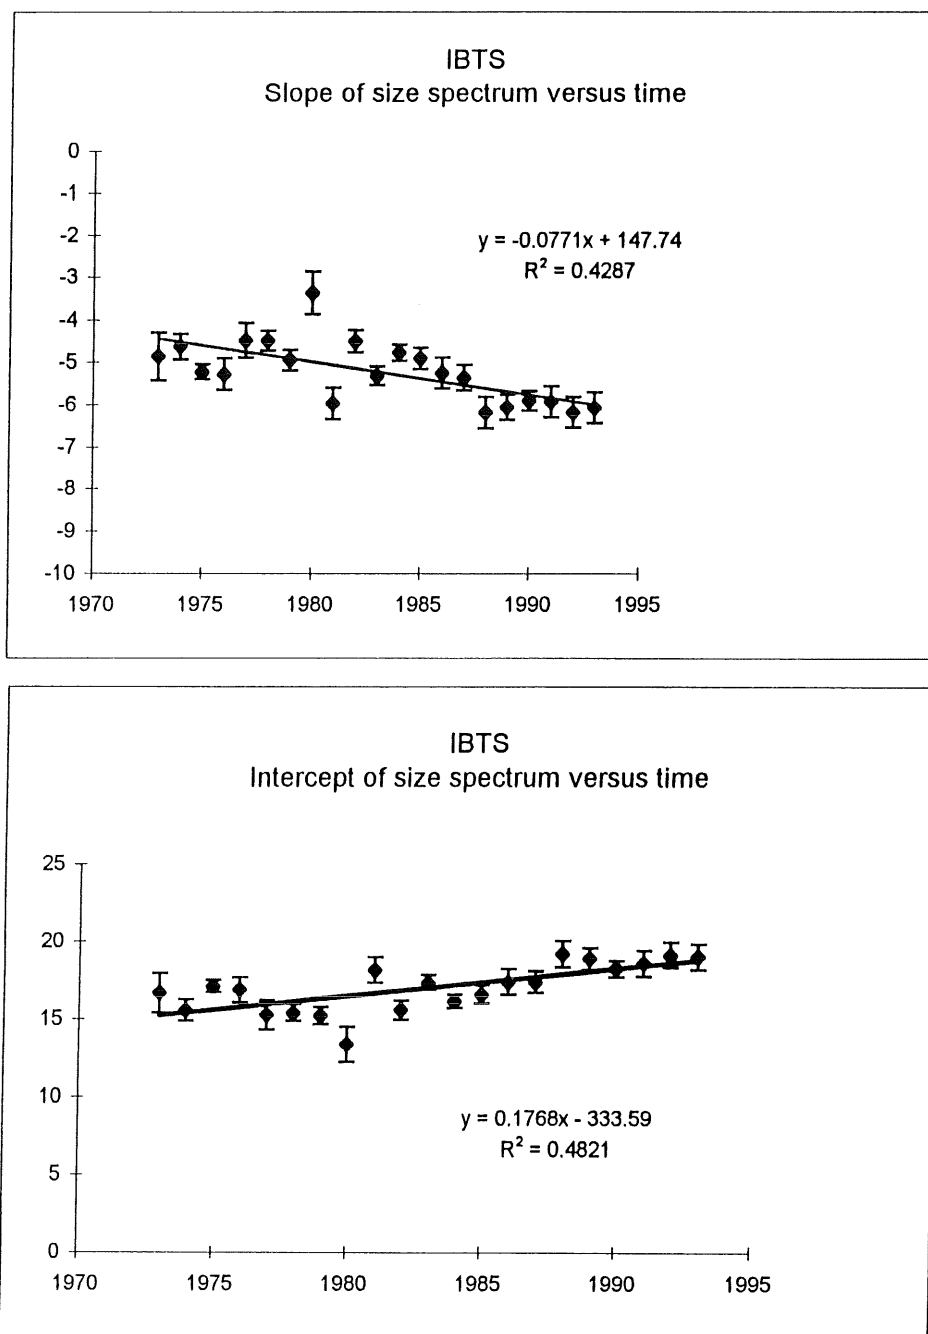 IBTS
Slope of size spectrum versus time
0
-1
-2
y = -0.0771x + 147.74
R² = 0.4287
-3
-4
-5
-6
-7
-8
-9
-10
1970 1975 1980 1985 1990 1995
IBTS
Intercept of size spectrum versus time
25
20
15
10
y = 0.1768x - 333.59
R² = 0.4821
5
0
1970 1975 1980 1985 1990 1995